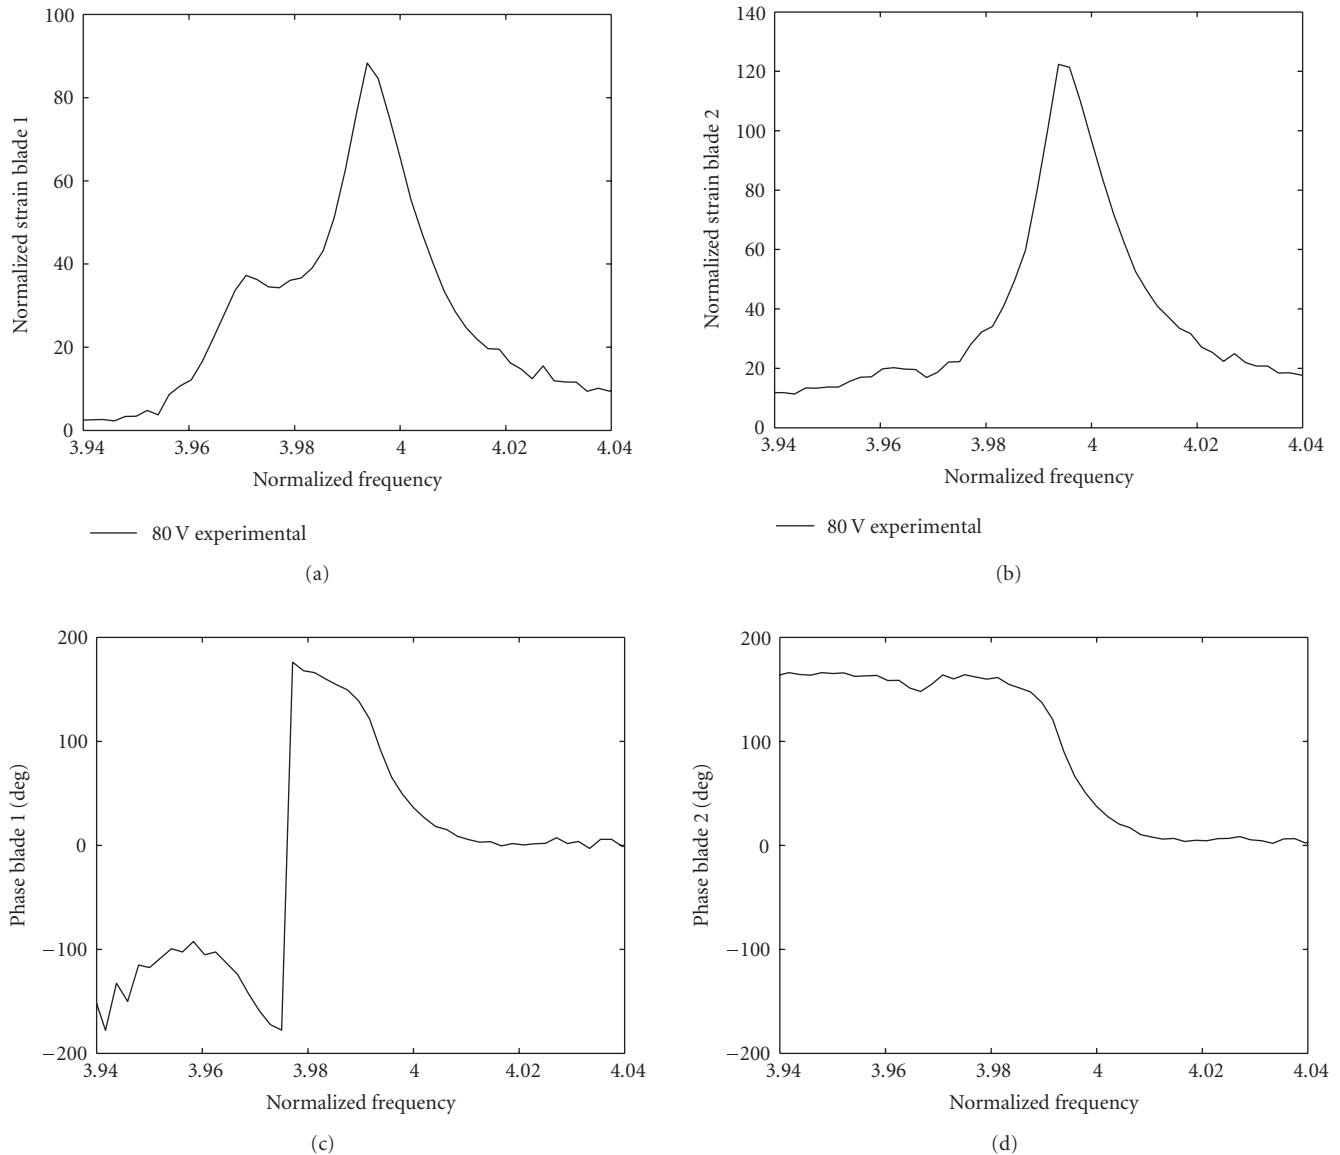 100
80
60
40
20
0
3.94 3.96 3.98 4 4.02 4.04
Normalized strain blade 1
Normalized frequency
80 V experimental
(a)
140
120
100
80
60
40
20
0
3.94 3.96 3.98 4 4.02 4.04
Normalized strain blade 2
Normalized frequency
80 V experimental
(b)
200
100
0
−100
−200
3.94 3.96 3.98 4 4.02 4.04
Phase blade 1 (deg)
Normalized frequency
(c)
200
100
0
−100
−200
3.94 3.96 3.98 4 4.02 4.04
Phase blade 2 (deg)
Normalized frequency
(d)